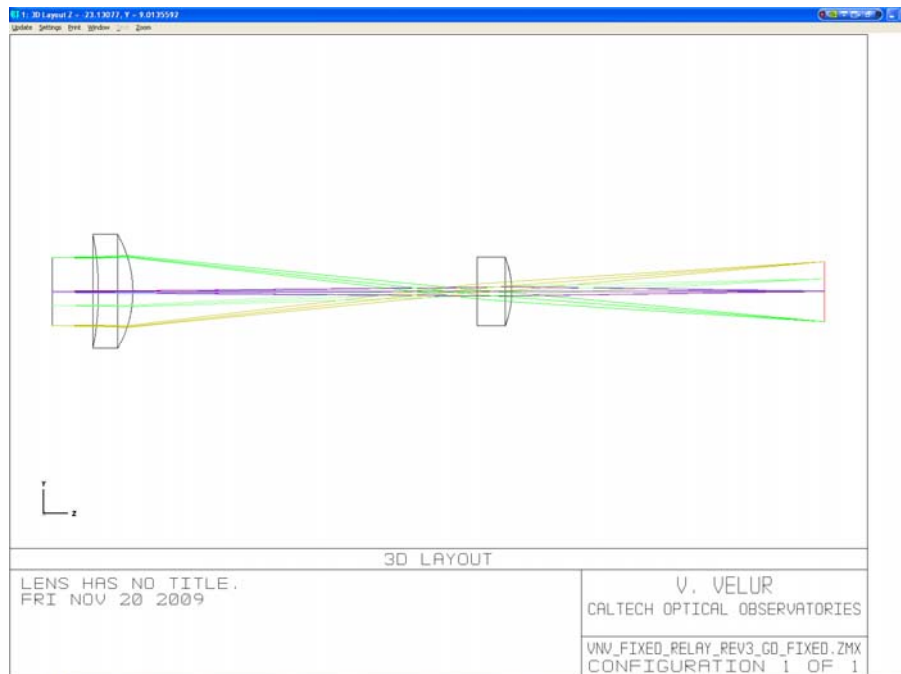 1: 3D Layout Z = -23.13077, Y = 9.0135592
Update Settings Print Window Zoom
Y
Z
3D LAYOUT
LENS HAS NO TITLE.
FRI NOV 20 2009
V. VELUR
CALTECH OPTICAL OBSERVATORIES
VNV_FIXED_RELAY_REV3_GD_FIXED.ZMX
CONFIGURATION 1 OF 1